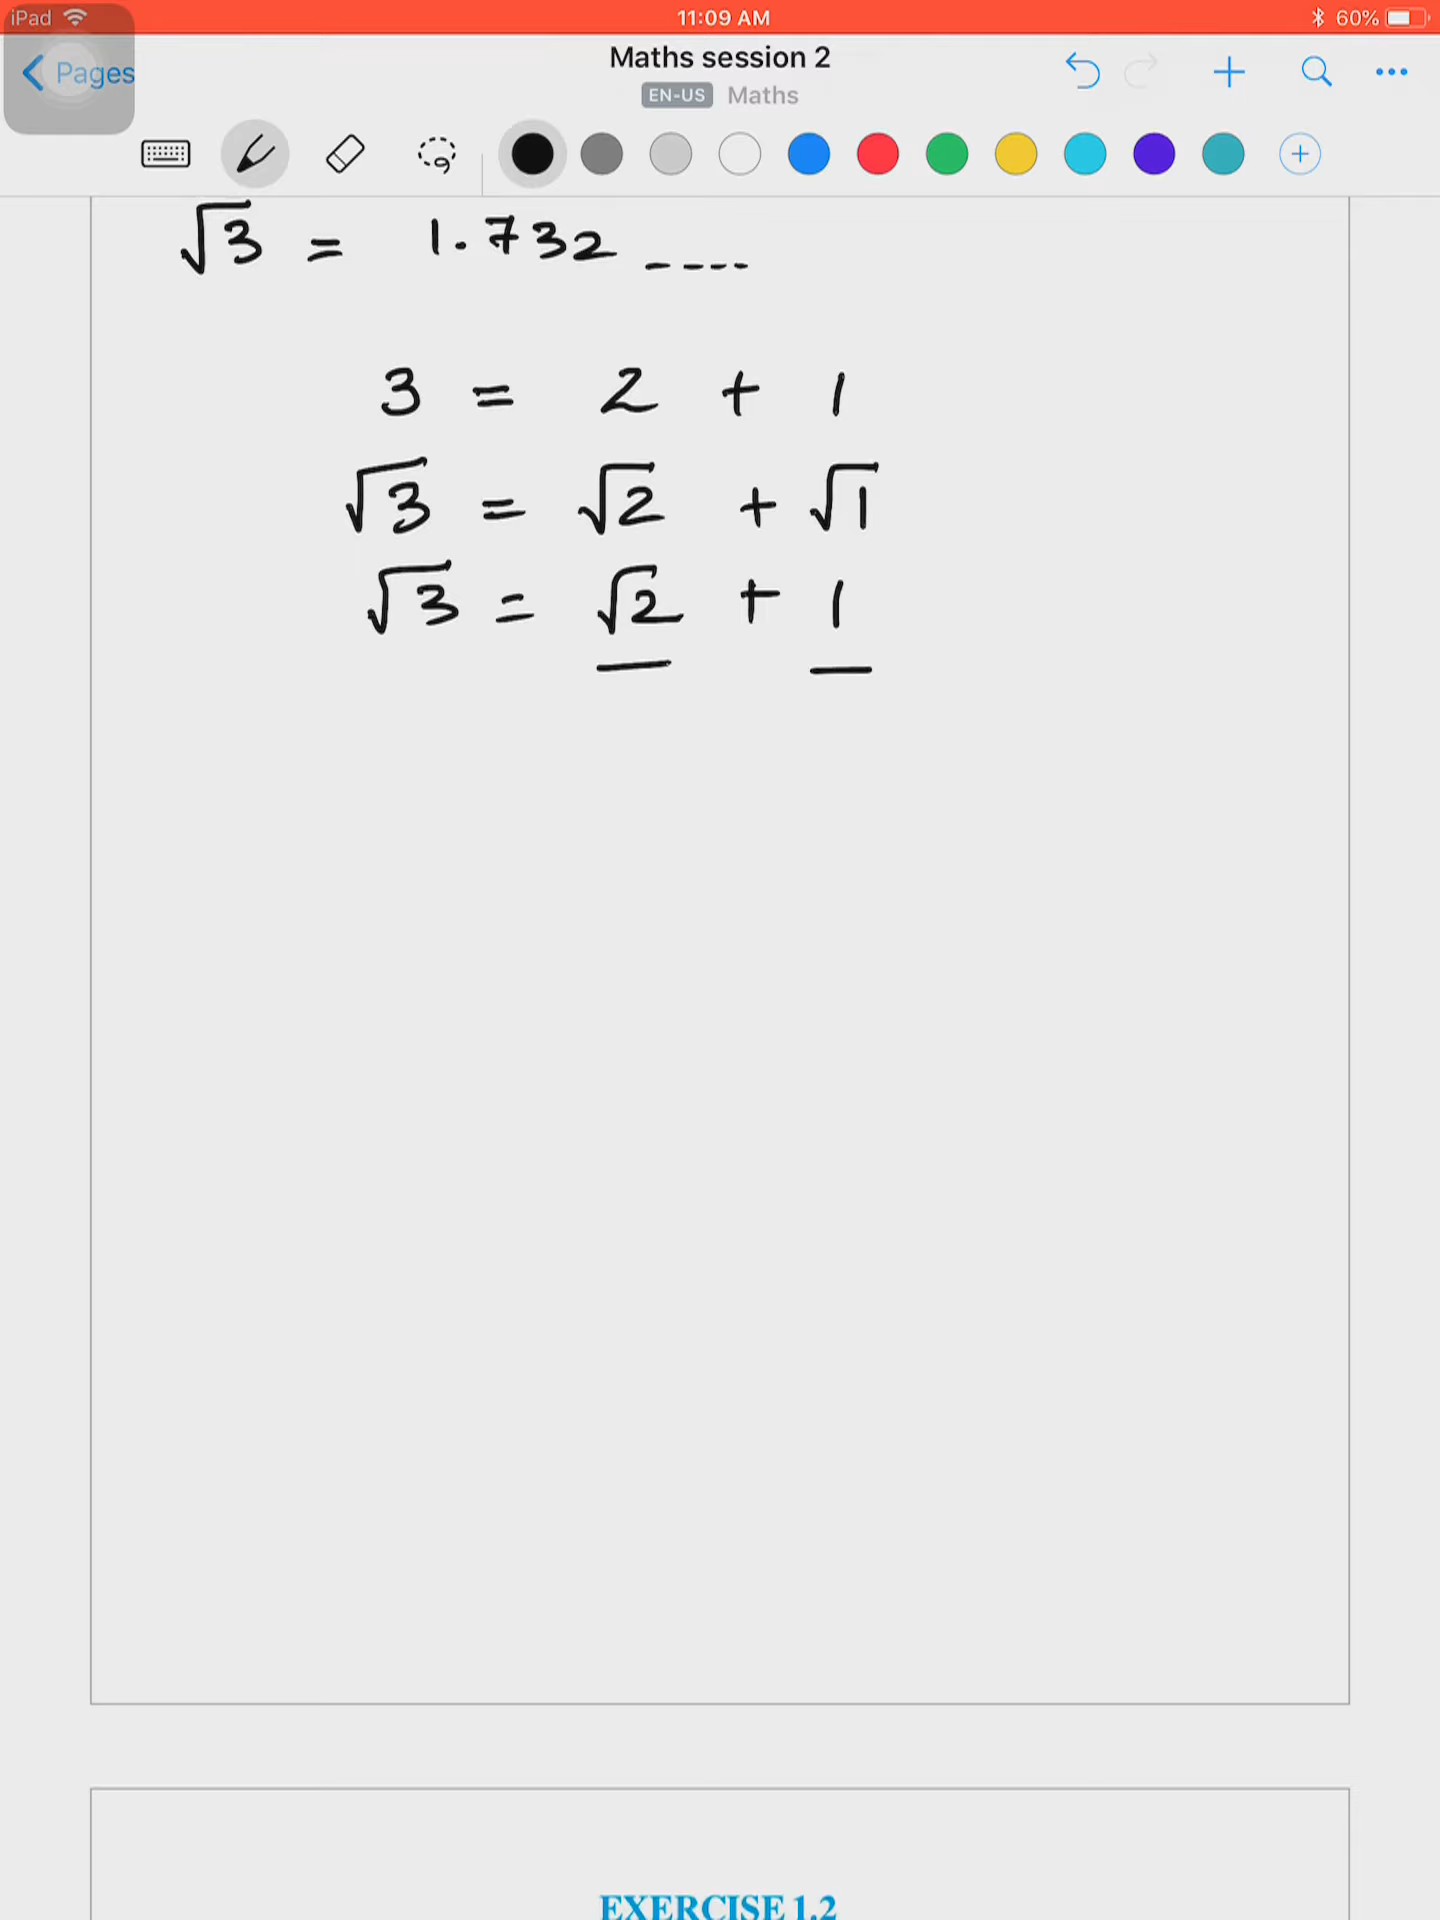 iPad 11:09 AM 60%
Pages Maths session 2
EN-US Maths
√3 = 1.732 ----
3 = 2 + 1
√3 = √2 + √1
√3 = √2 + 1
EXERCISE 1.2